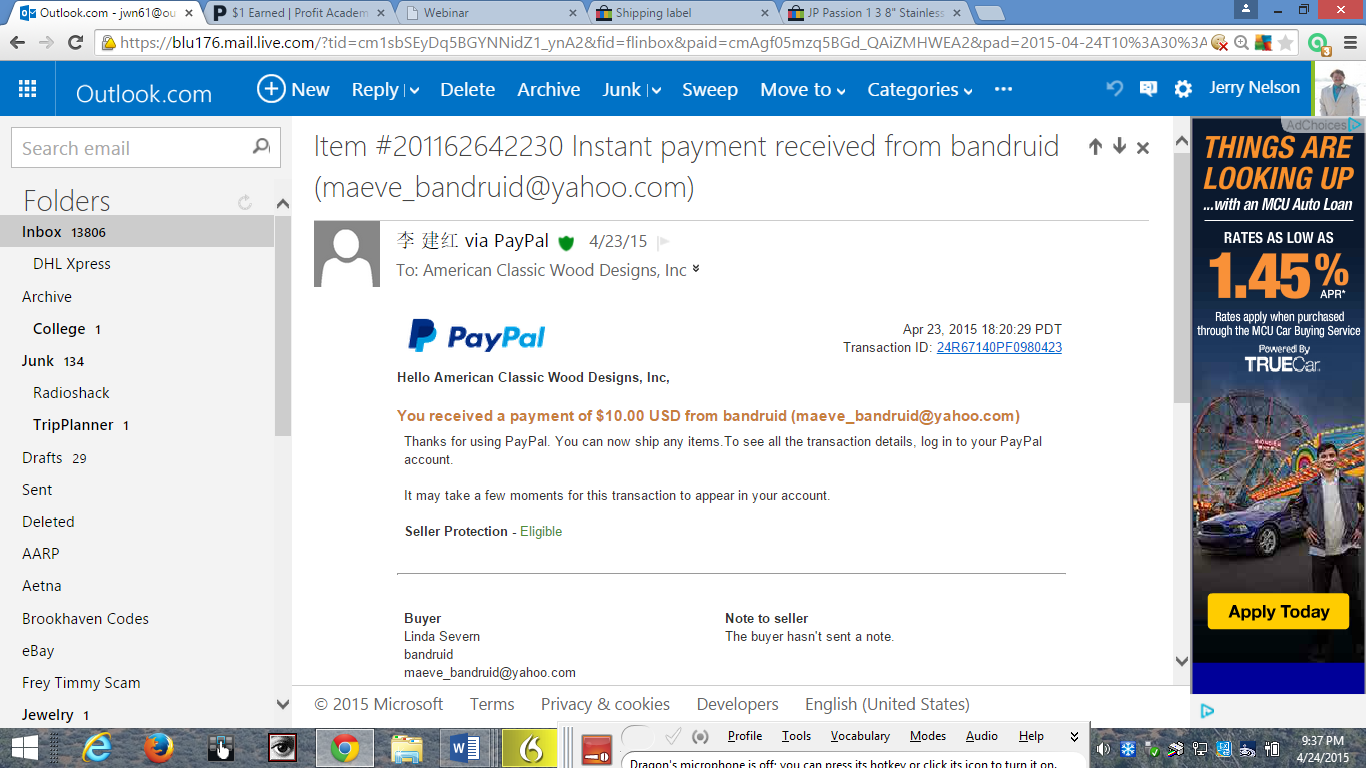 Outlook.com - jwn61@ou
$1 Earned | Profit Academ
Webinar
Shipping label
JP Passion 1 3 8" Stainless
https://blu176.mail.live.com/?tid=cm1sbSEyDq5BGYNNidZ1_ynA2&fid=flinbox&paid=cmAgf05mzq5BGd_QAiZMHWEA2&pad=2015-04-24T10%3A30%3A
3
Outlook.com
New Reply Delete Archive Junk Sweep Move to Categories ...
Jerry Nelson
Search email
Folders
Inbox 13806
DHL Xpress
Archive
College 1
Junk 134
Radioshack
TripPlanner 1
Drafts 29
Sent
Deleted
AARP
Aetna
Brookhaven Codes
eBay
Frey Timmy Scam
Jewelry 1
Item #201162642230 Instant payment received from bandruid
(maeve_bandruid@yahoo.com)
李 建红 via PayPal 4/23/15
To: American Classic Wood Designs, Inc
PayPal
Apr 23, 2015 18:20:29 PDT
Transaction ID: 24R67140PF0980423
Hello American Classic Wood Designs, Inc,
You received a payment of $10.00 USD from bandruid (maeve_bandruid@yahoo.com)
Thanks for using PayPal. You can now ship any items.To see all the transaction details, log in to your PayPal
account.
It may take a few moments for this transaction to appear in your account.
Seller Protection - Eligible
Buyer
Linda Severn
bandruid
maeve_bandruid@yahoo.com
Note to seller
The buyer hasn't sent a note.
© 2015 Microsoft Terms Privacy & cookies Developers English (United States)
AdChoices
THINGS ARE
LOOKING UP
...with an MCU Auto Loan
RATES AS LOW AS
1.45%
APR*
Rates apply when purchased
through the MCU Car Buying Service
Powered By
TRUECar.
Apply Today
Profile Tools Vocabulary Modes Audio Help
Dragon's microphone is off; you can press its hotkey or click its icon to turn it on.
9:37 PM
4/24/2015